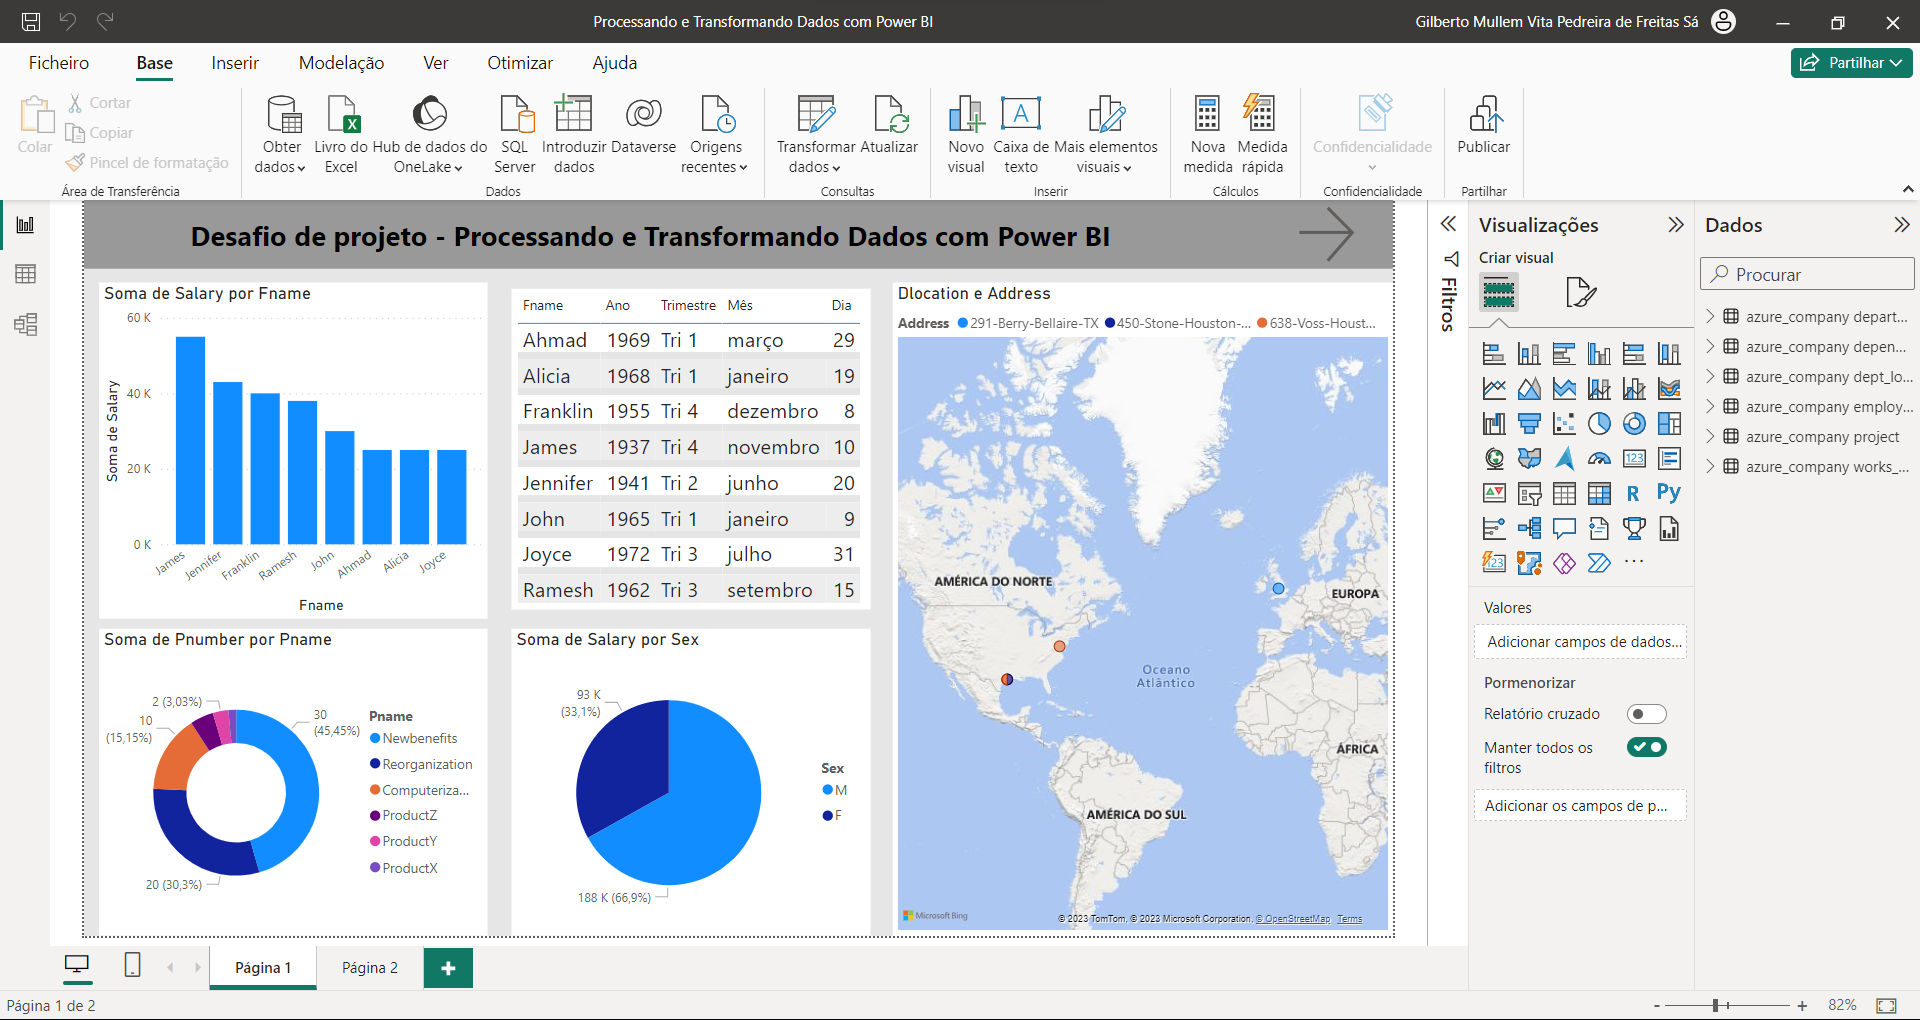 Processando e Transformando Dados com Power BI
Gilberto Mullem Vita Pedreira de Freitas Sá
Ficheiro
Base
Inserir
Modelação
Ver
Otimizar
Ajuda
Partilhar
Colar
Cortar
Copiar
Pincel de formatação
Área de Transferência
Obter dados
Livro do Excel
Hub de dados do OneLake
SQL Server
Introduzir dados
Dataverse
Origens recentes
Dados
Transformar dados
Atualizar
Consultas
Novo visual
Caixa de texto
Mais elementos visuais
Inserir
Nova medida
Medida rápida
Cálculos
Confidencialidade
Confidencialidade
Publicar
Partilhar
Desafio de projeto - Processando e Transformando Dados com Power BI
Soma de Salary por Fname
Soma de Salary
60 K
40 K
20 K
0 K
James
Jennifer
Franklin
Ramesh
John
Ahmad
Alicia
Joyce
Fname
Fname Ano Trimestre Mês Dia
Ahmad 1969 Tri 1 março 29
Alicia 1968 Tri 1 janeiro 19
Franklin 1955 Tri 4 dezembro 8
James 1937 Tri 4 novembro 10
Jennifer 1941 Tri 2 junho 20
John 1965 Tri 1 janeiro 9
Joyce 1972 Tri 3 julho 31
Ramesh 1962 Tri 3 setembro 15
Dlocation e Address
Address 291-Berry-Bellaire-TX 450-Stone-Houston-... 638-Voss-Houst...
AMÉRICA DO NORTE
EUROPA
Oceano
Atlântico
ÁFRICA
AMÉRICA DO SUL
Microsoft Bing
© 2023 TomTom, © 2023 Microsoft Corporation, © OpenStreetMap Terms
Soma de Pnumber por Pname
2 (3,03%)
10
(15,15%)
30
(45,45%)
20 (30,3%)
Pname
Newbenefits
Reorganization
Computeriza...
ProductZ
ProductY
ProductX
Soma de Salary por Sex
93 K
(33,1%)
188 K (66,9%)
Sex
M
F
Filtros
Visualizações
Criar visual
123
R
Py
123
Valores
Adicionar campos de dados...
Pormenorizar
Relatório cruzado
Manter todos os
filtros
Adicionar os campos de p...
Dados
Procurar
azure_company depart...
azure_company depen...
azure_company dept_lo...
azure_company employ...
azure_company project
azure_company works_...
Página 1
Página 2
+
Página 1 de 2
- + 82%